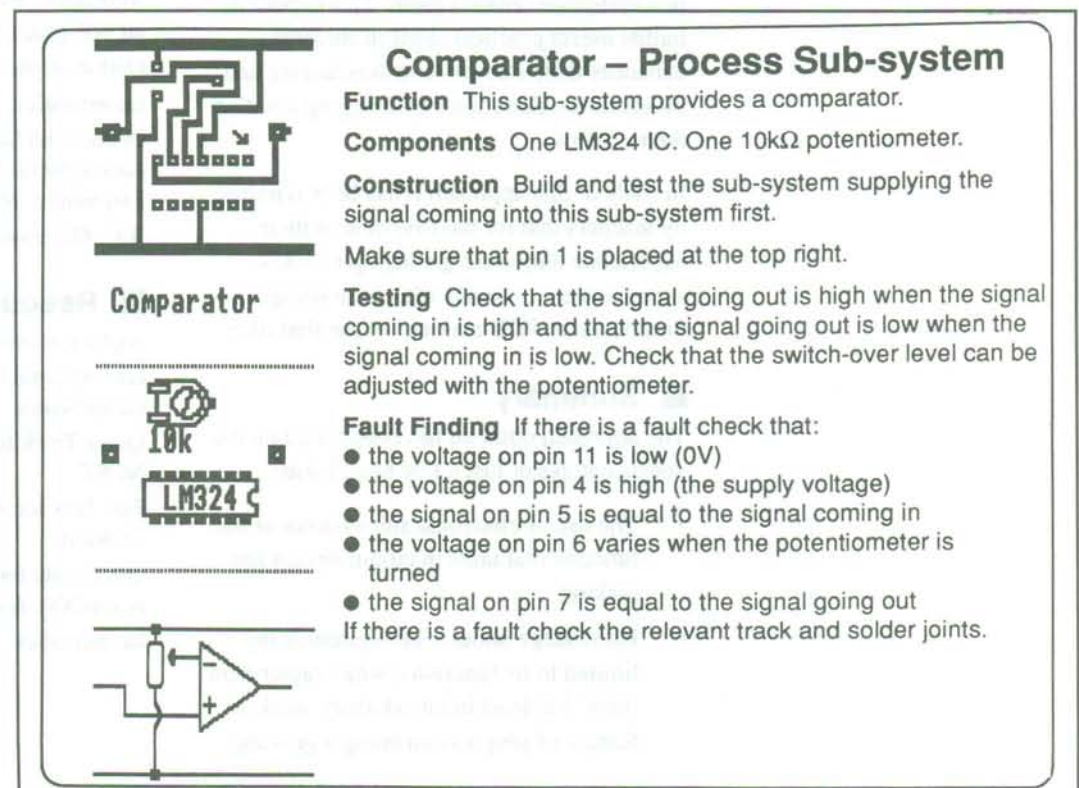 Comparator – Process Sub-system
Function This sub-system provides a comparator.
Components One LM324 IC. One 10kΩ potentiometer.
Construction Build and test the sub-system supplying the
signal coming into this sub-system first.
Make sure that pin 1 is placed at the top right.
Testing Check that the signal going out is high when the signal
coming in is high and that the signal going out is low when the
signal coming in is low. Check that the switch-over level can be
adjusted with the potentiometer.
Fault Finding If there is a fault check that:
● the voltage on pin 11 is low (0V)
● the voltage on pin 4 is high (the supply voltage)
● the signal on pin 5 is equal to the signal coming in
● the voltage on pin 6 varies when the potentiometer is
turned
● the signal on pin 7 is equal to the signal going out
If there is a fault check the relevant track and solder joints.
Comparator
10k
LM324
−
+